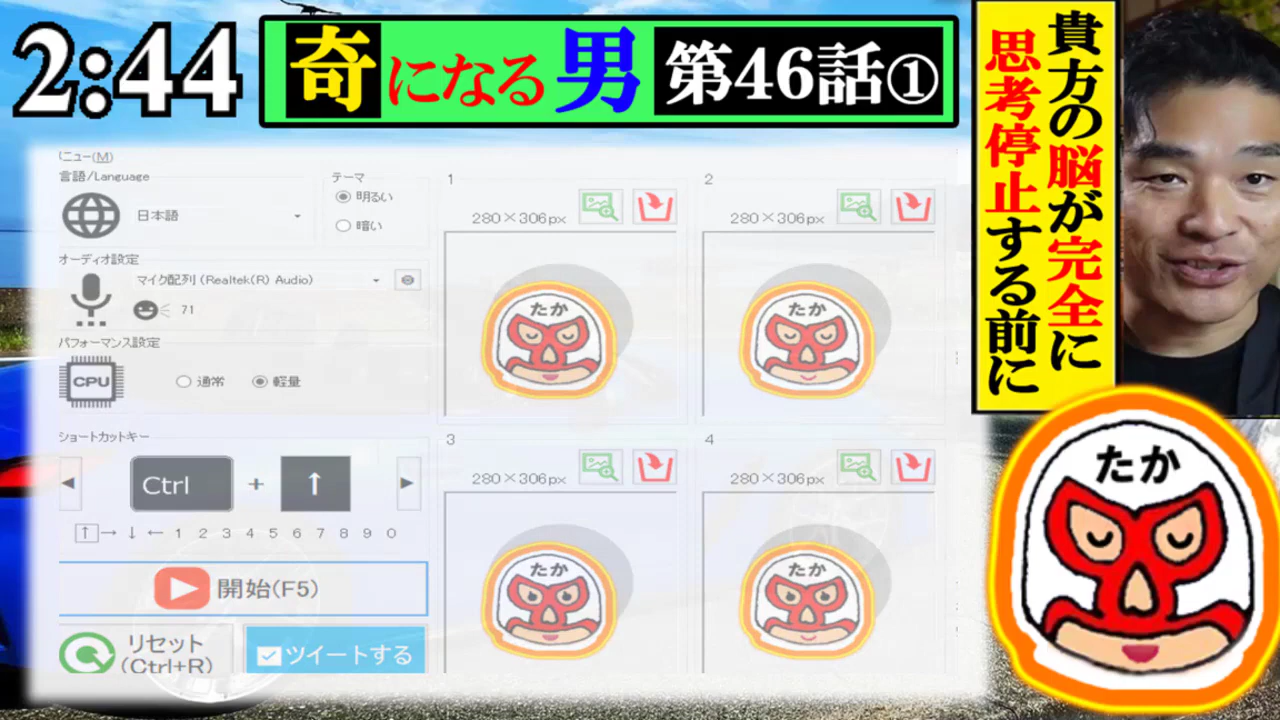 2:44
奇になる男 第46話①
貴方の脳が完全に
思考停止する前に
ニュー(M)
言語/Language
日本語
テーマ
明るい
暗い
オーディオ設定
マイク配列 (Realtek(R) Audio)
71
パフォーマンス設定
CPU
通常
軽量
ショートカットキー
Ctrl + ↑
↑ → ↓ ← 1 2 3 4 5 6 7 8 9 0
開始(F5)
リセット
(Ctrl+R)
ツイートする
1
280×306px
たか
2
280×306px
たか
3
280×306px
たか
4
280×306px
たか
たか